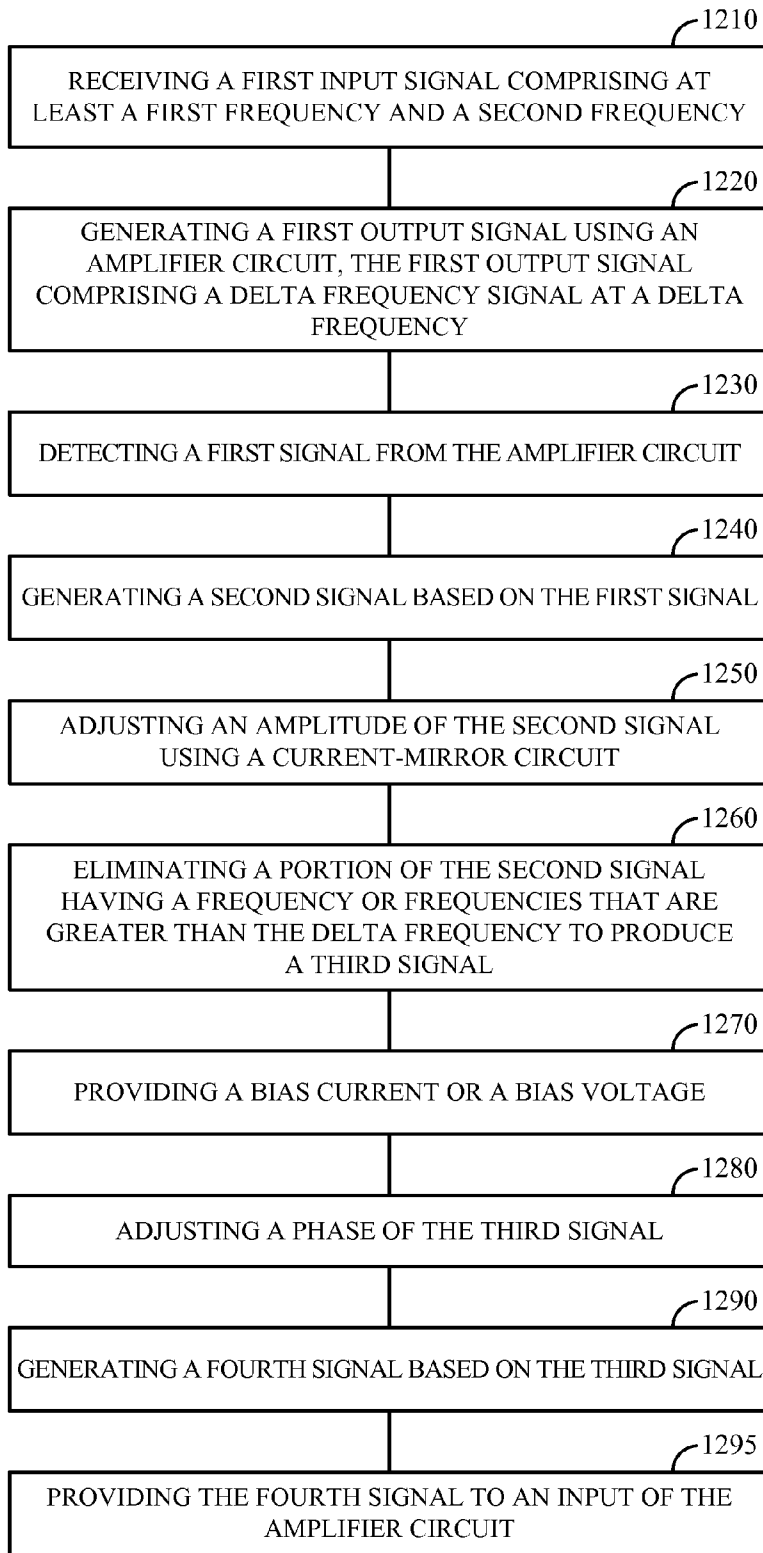 1210
RECEIVING A FIRST INPUT SIGNAL COMPRISING AT
LEAST A FIRST FREQUENCY AND A SECOND FREQUENCY
1220
GENERATING A FIRST OUTPUT SIGNAL USING AN
AMPLIFIER CIRCUIT, THE FIRST OUTPUT SIGNAL
COMPRISING A DELTA FREQUENCY SIGNAL AT A DELTA
FREQUENCY
1230
DETECTING A FIRST SIGNAL FROM THE AMPLIFIER CIRCUIT
1240
GENERATING A SECOND SIGNAL BASED ON THE FIRST SIGNAL
1250
ADJUSTING AN AMPLITUDE OF THE SECOND SIGNAL
USING A CURRENT-MIRROR CIRCUIT
1260
ELIMINATING A PORTION OF THE SECOND SIGNAL
HAVING A FREQUENCY OR FREQUENCIES THAT ARE
GREATER THAN THE DELTA FREQUENCY TO PRODUCE
A THIRD SIGNAL
1270
PROVIDING A BIAS CURRENT OR A BIAS VOLTAGE
1280
ADJUSTING A PHASE OF THE THIRD SIGNAL
1290
GENERATING A FOURTH SIGNAL BASED ON THE THIRD SIGNAL
1295
PROVIDING THE FOURTH SIGNAL TO AN INPUT OF THE
AMPLIFIER CIRCUIT